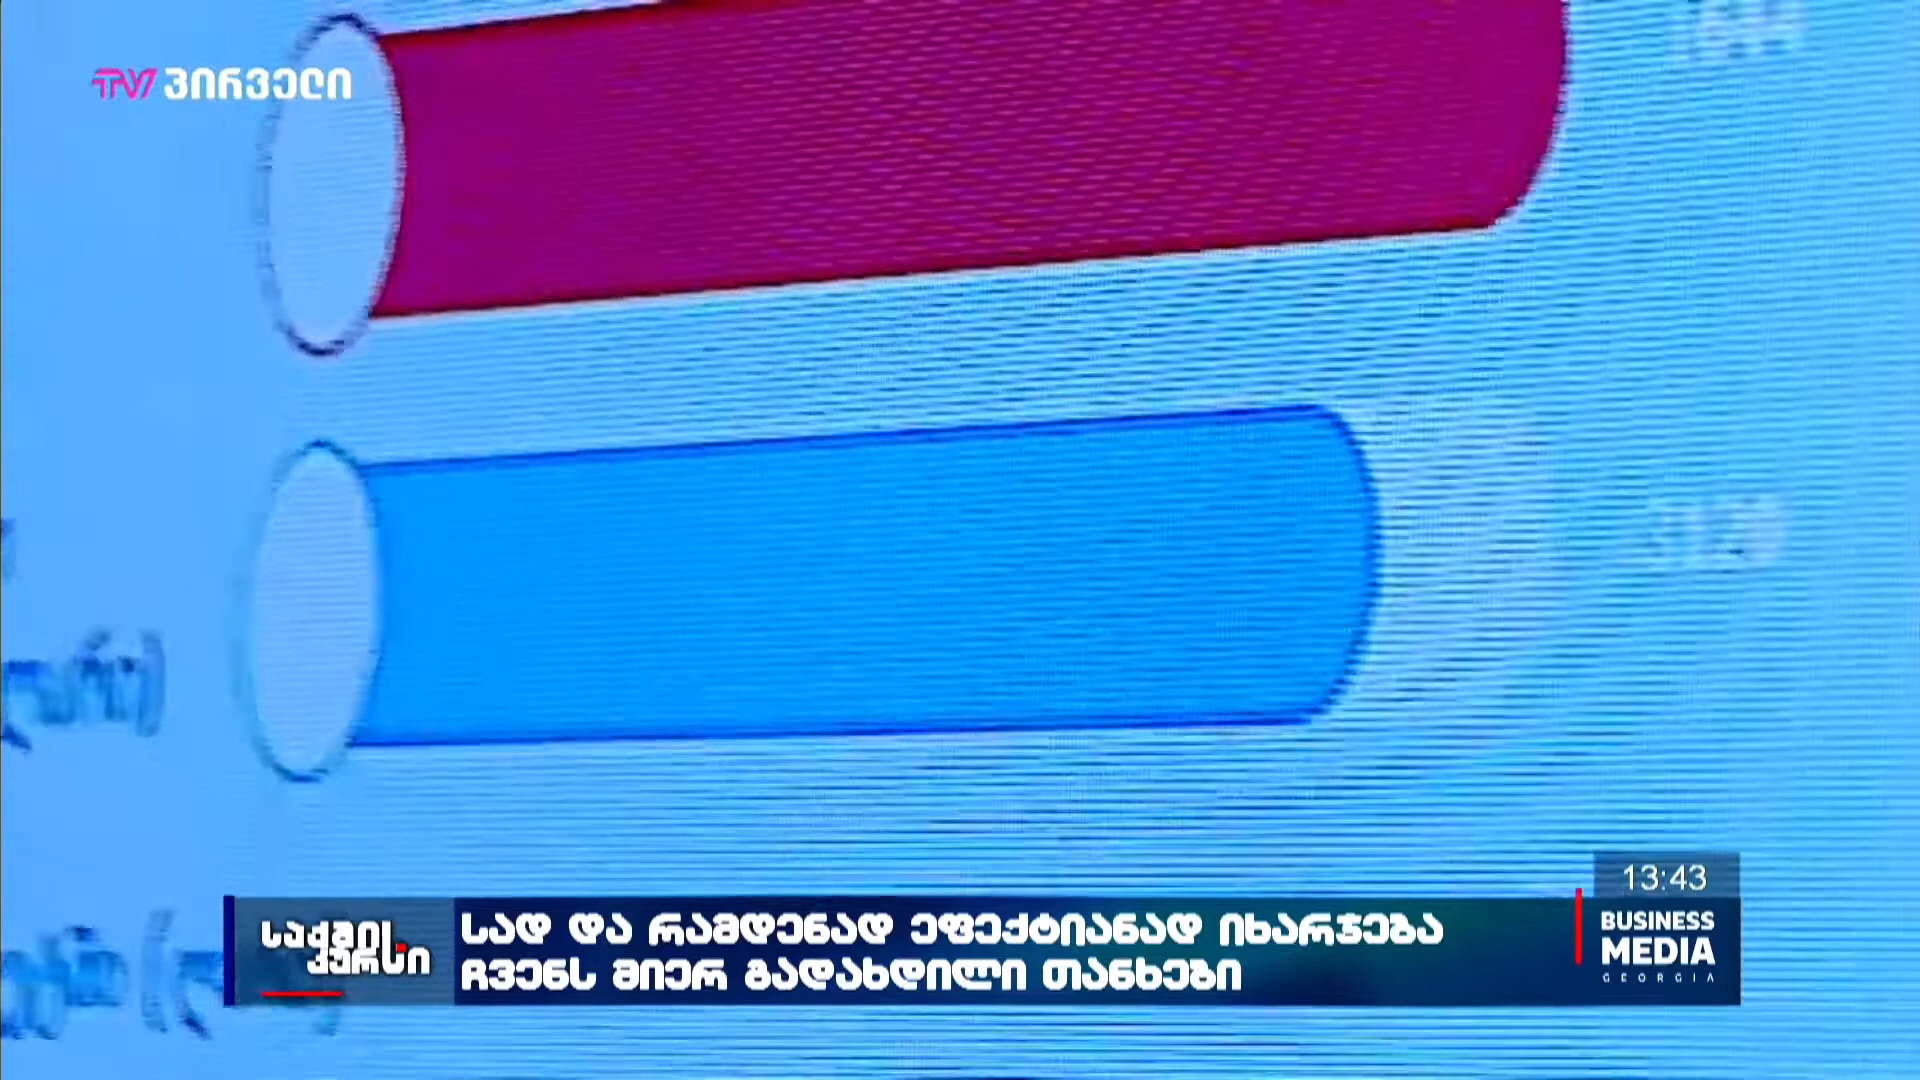 TV პირველი
13:43
საქმის კურსი
სად და რამდენად ეფექტიანად იხარჯება
ჩვენს მიერ გადახდილი თანხები
BUSINESS
MEDIA
GEORGIA